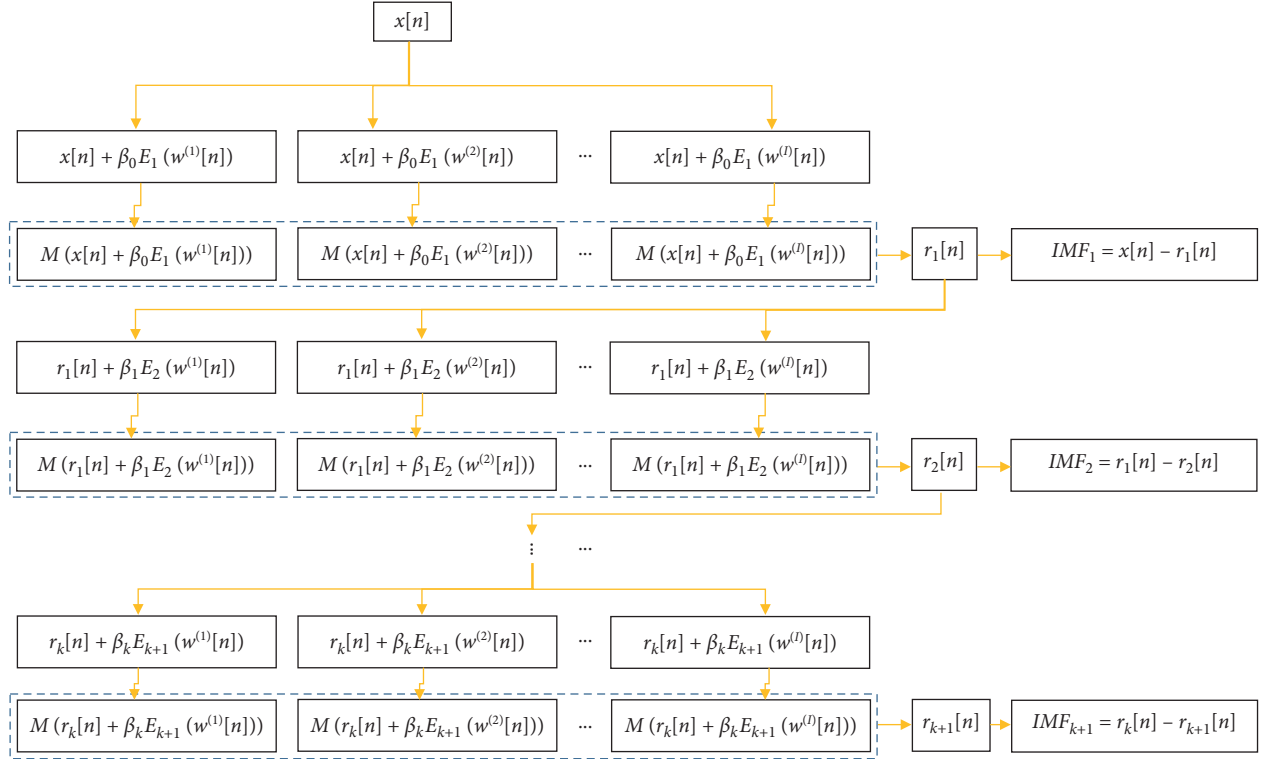 x[n]
x[n] + β₀E₁ (w⁽¹⁾[n]) x[n] + β₀E₁ (w⁽²⁾[n]) ... x[n] + β₀E₁ (w⁽ᴵ⁾[n])
M (x[n] + β₀E₁ (w⁽¹⁾[n])) M (x[n] + β₀E₁ (w⁽²⁾[n])) ... M (x[n] + β₀E₁ (w⁽ᴵ⁾[n])) r₁[n] IMF₁ = x[n] − r₁[n]
r₁[n] + β₁E₂ (w⁽¹⁾[n]) r₁[n] + β₁E₂ (w⁽²⁾[n]) ... r₁[n] + β₁E₂ (w⁽ᴵ⁾[n])
M (r₁[n] + β₁E₂ (w⁽¹⁾[n])) M (r₁[n] + β₁E₂ (w⁽²⁾[n])) ... M (r₁[n] + β₁E₂ (w⁽ᴵ⁾[n])) r₂[n] IMF₂ = r₁[n] − r₂[n]
⋮ ...
rₖ[n] + βₖEₖ₊₁ (w⁽¹⁾[n]) rₖ[n] + βₖEₖ₊₁ (w⁽²⁾[n]) ... rₖ[n] + βₖEₖ₊₁ (w⁽ᴵ⁾[n])
M (rₖ[n] + βₖEₖ₊₁ (w⁽¹⁾[n])) M (rₖ[n] + βₖEₖ₊₁ (w⁽²⁾[n])) ... M (rₖ[n] + βₖEₖ₊₁ (w⁽ᴵ⁾[n])) rₖ₊₁[n] IMFₖ₊₁ = rₖ[n] − rₖ₊₁[n]